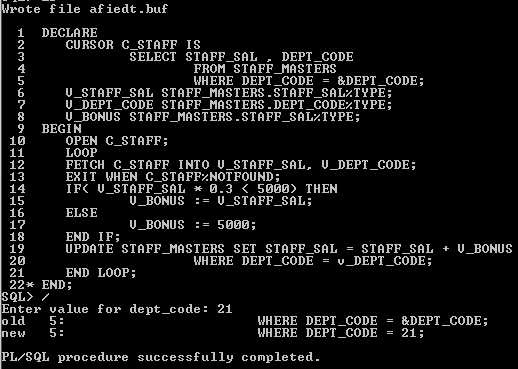 Wrote file afiedt.buf
1 DECLARE
2 CURSOR C_STAFF IS
3 SELECT STAFF_SAL , DEPT_CODE
4 FROM STAFF_MASTERS
5 WHERE DEPT_CODE = &DEPT_CODE;
6 V_STAFF_SAL STAFF_MASTERS.STAFF_SAL%TYPE;
7 V_DEPT_CODE STAFF_MASTERS.DEPT_CODE%TYPE;
8 V_BONUS STAFF_MASTERS.STAFF_SAL%TYPE;
9 BEGIN
10 OPEN C_STAFF;
11 LOOP
12 FETCH C_STAFF INTO V_STAFF_SAL, V_DEPT_CODE;
13 EXIT WHEN C_STAFF%NOTFOUND;
14 IF( V_STAFF_SAL * 0.3 < 5000) THEN
15 V_BONUS := V_STAFF_SAL;
16 ELSE
17 V_BONUS := 5000;
18 END IF;
19 UPDATE STAFF_MASTERS SET STAFF_SAL = STAFF_SAL + V_BONUS
20 WHERE DEPT_CODE = v_DEPT_CODE;
21 END LOOP;
22* END;
SQL> /
Enter value for dept_code: 21
old 5: WHERE DEPT_CODE = &DEPT_CODE;
new 5: WHERE DEPT_CODE = 21;
PL/SQL procedure successfully completed.